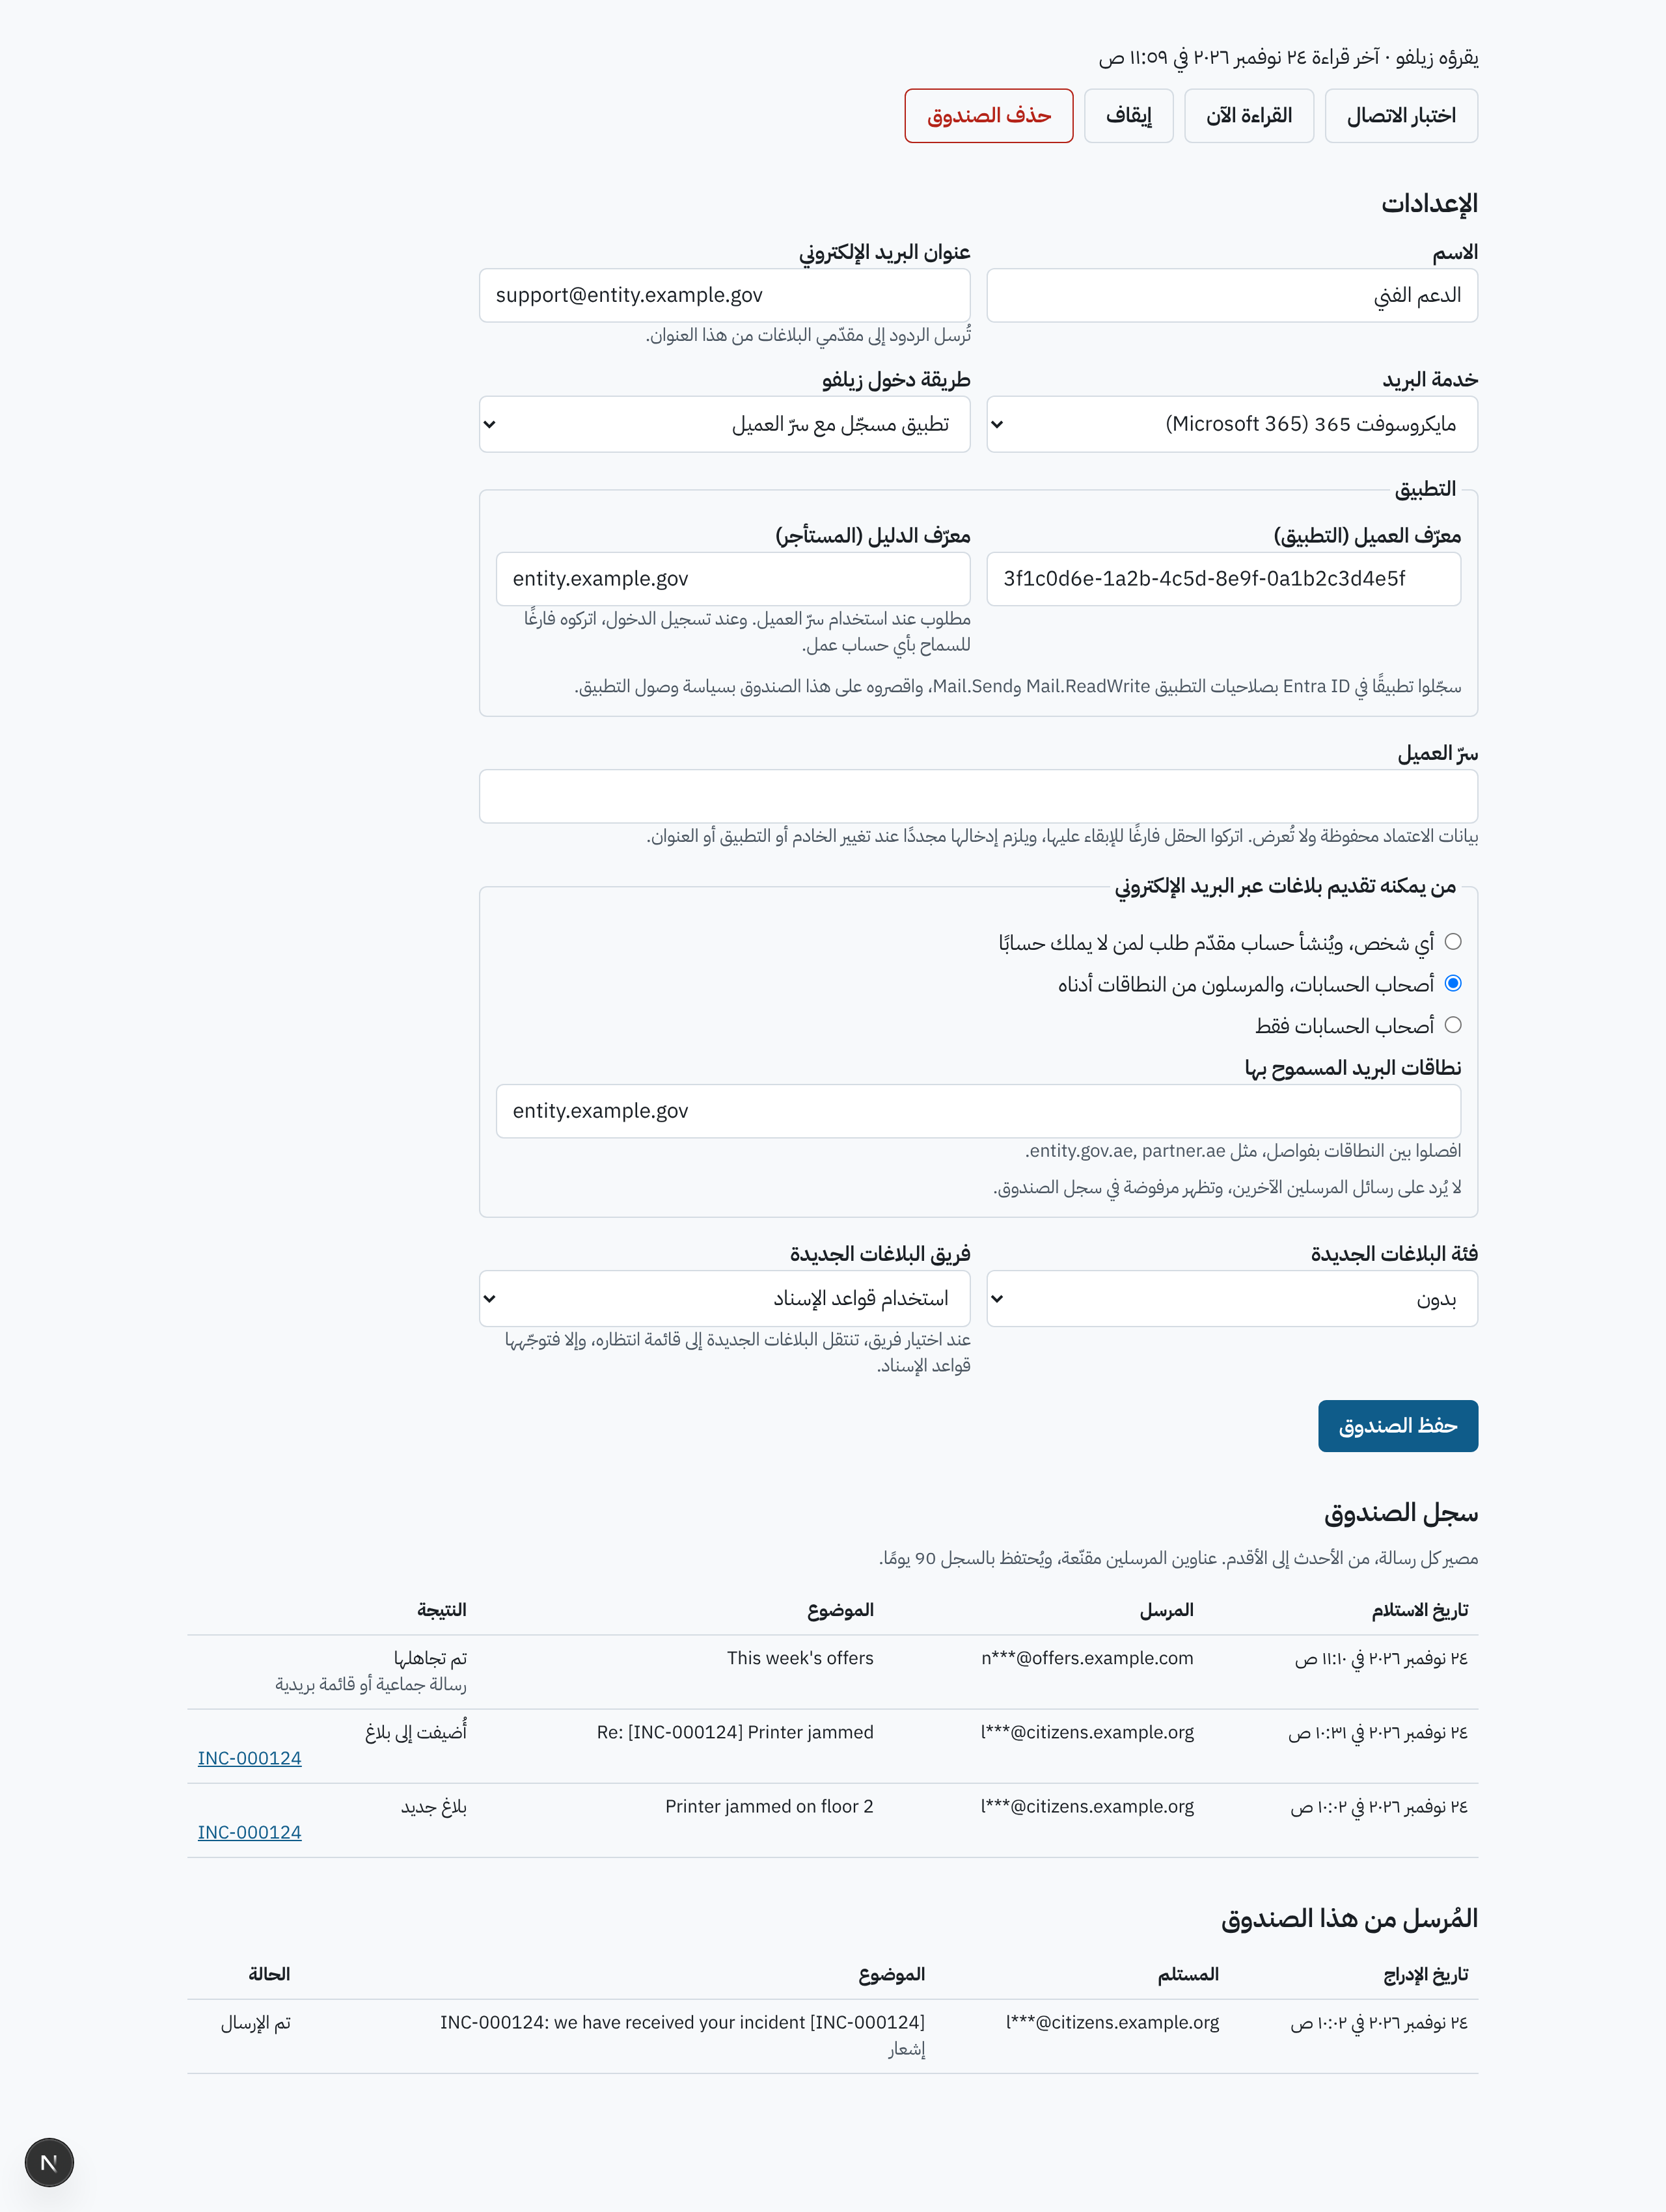 يقرؤه زيلفو · آخر قراءة ٢٤ نوفمبر ٢٠٢٦ في ١١:٥٩ ص
اختبار الاتصال
القراءة الآن
إيقاف
حذف الصندوق
الإعدادات
الاسم
الدعم الفني
عنوان البريد الإلكتروني
support@entity.example.gov
تُرسل الردود إلى مقدّمي البلاغات من هذا العنوان.
خدمة البريد
مايكروسوفت 365 (Microsoft 365)
طريقة دخول زيلفو
تطبيق مسجّل مع سرّ العميل
التطبيق
معرّف العميل (التطبيق)
3f1c0d6e-1a2b-4c5d-8e9f-0a1b2c3d4e5f
معرّف الدليل (المستأجر)
entity.example.gov
مطلوب عند استخدام سرّ العميل. وعند تسجيل الدخول، اتركوه فارغًا
للسماح بأي حساب عمل.
سجّلوا تطبيقًا في Entra ID بصلاحيات التطبيق Mail.ReadWrite وMail.Send، واقصروه على هذا الصندوق بسياسة وصول التطبيق.
سرّ العميل
بيانات الاعتماد محفوظة ولا تُعرض. اتركوا الحقل فارغًا للإبقاء عليها، ويلزم إدخالها مجددًا عند تغيير الخادم أو التطبيق أو العنوان.
من يمكنه تقديم بلاغات عبر البريد الإلكتروني
أي شخص، ويُنشأ حساب مقدّم طلب لمن لا يملك حسابًا
أصحاب الحسابات، والمرسلون من النطاقات أدناه
أصحاب الحسابات فقط
نطاقات البريد المسموح بها
entity.example.gov
افصلوا بين النطاقات بفواصل، مثل entity.gov.ae, partner.ae.
لا يُرد على رسائل المرسلين الآخرين، وتظهر مرفوضة في سجل الصندوق.
فئة البلاغات الجديدة
بدون
فريق البلاغات الجديدة
استخدام قواعد الإسناد
عند اختيار فريق، تنتقل البلاغات الجديدة إلى قائمة انتظاره، وإلا فتوجّهها
قواعد الإسناد.
حفظ الصندوق
سجل الصندوق
مصير كل رسالة، من الأحدث إلى الأقدم. عناوين المرسلين مقنّعة، ويُحتفظ بالسجل 90 يومًا.
تاريخ الاستلام المرسل الموضوع النتيجة
٢٤ نوفمبر ٢٠٢٦ في ١١:١٠ ص n***@offers.example.com This week's offers تم تجاهلها
رسالة جماعية أو قائمة بريدية
٢٤ نوفمبر ٢٠٢٦ في ١٠:٣١ ص l***@citizens.example.org Re: [INC-000124] Printer jammed أُضيفت إلى بلاغ
INC-000124
٢٤ نوفمبر ٢٠٢٦ في ١٠:٠٢ ص l***@citizens.example.org Printer jammed on floor 2 بلاغ جديد
INC-000124
المُرسل من هذا الصندوق
تاريخ الإدراج المستلم الموضوع الحالة
٢٤ نوفمبر ٢٠٢٦ في ١٠:٠٢ ص l***@citizens.example.org INC-000124: we have received your incident [INC-000124] تم الإرسال
إشعار
N